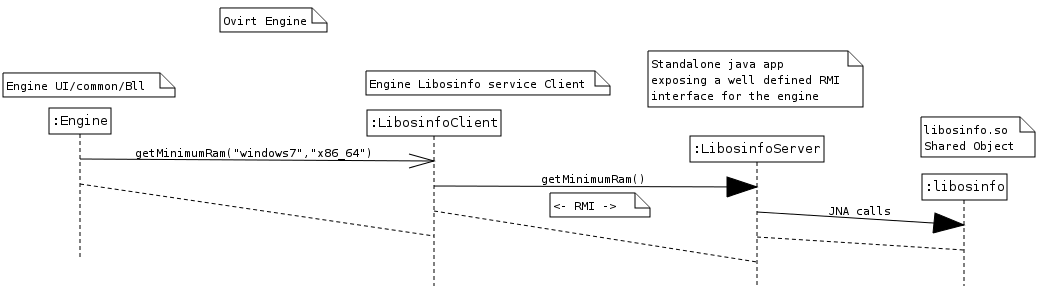 Ovirt Engine
Engine UI/common/Bll
Engine Libosinfo service Client
Standalone java app
exposing a well defined RMI
interface for the engine
libosinfo.so
Shared Object
:Engine
:LibosinfoClient
:LibosinfoServer
:libosinfo
getMinimumRam("windows7","x86_64")
getMinimumRam()
<- RMI ->
JNA calls